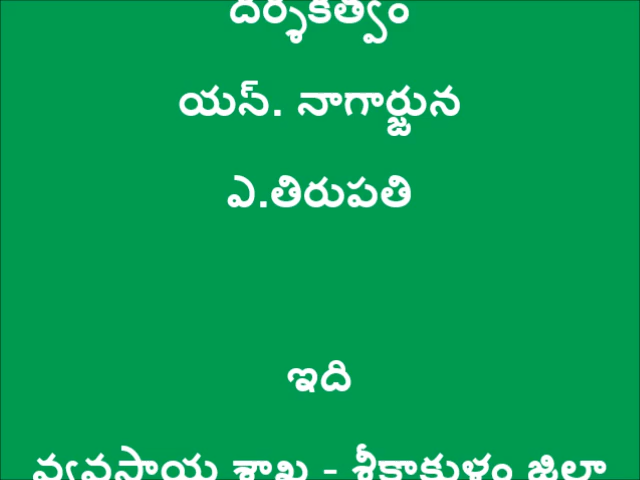 దర్శకత్వం
యస్. నాగార్జున
ఎ.తిరుపతి
ఇది
వ్యవసాయ శాఖ - శ్రీకాకుళం జిల్లా